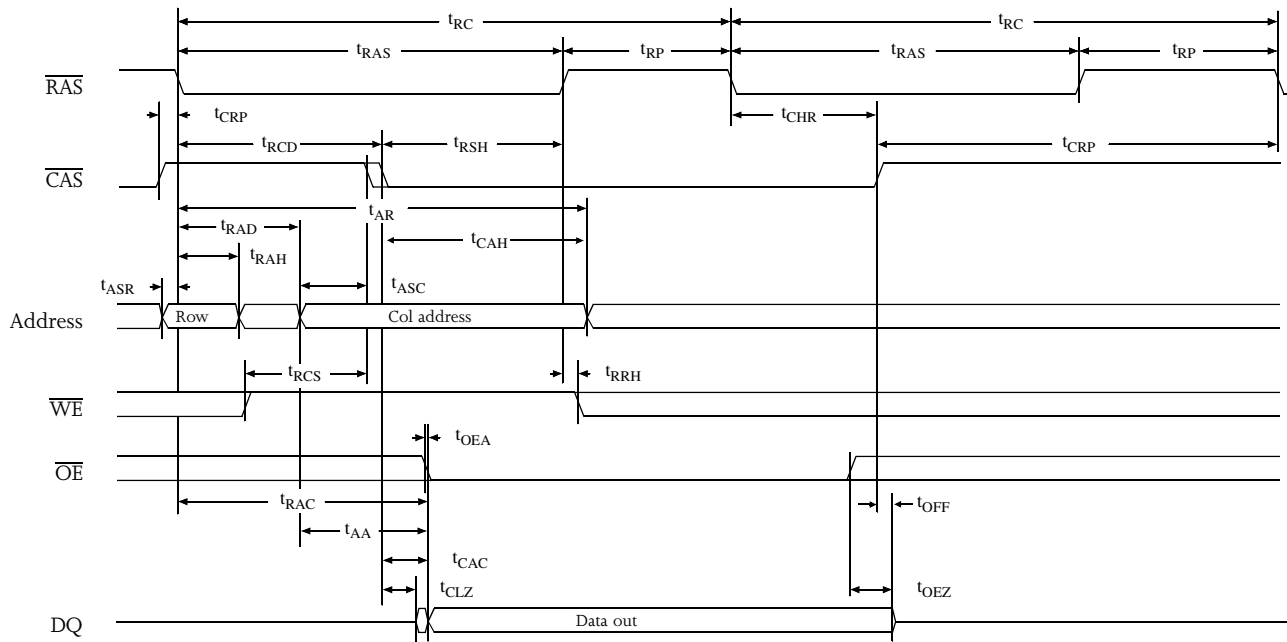 tRC tRC
tRAS tRP tRAS tRP
RAS
tCRP tCHR
tRCD tRSH tCRP
CAS
tAR
tRAD tCAH
tRAH
tASR tASC
Address Row Col address
tRCS tRRH
WE
tOEA
OE
tRAC tOFF
tAA
tCAC
tCLZ tOEZ
DQ Data out